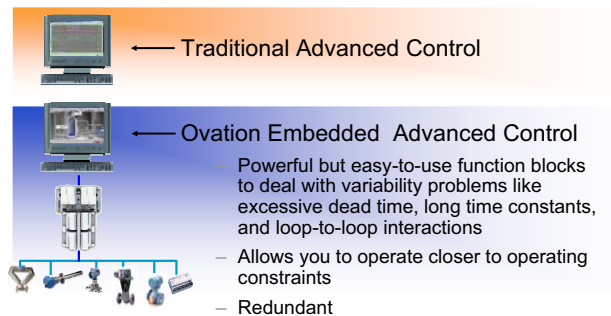 Traditional Advanced Control
Ovation Embedded Advanced Control
– Powerful but easy-to-use function blocks
to deal with variability problems like
excessive dead time, long time constants,
and loop-to-loop interactions
– Allows you to operate closer to operating
constraints
– Redundant